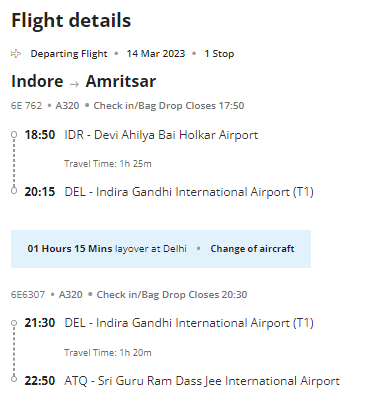 Flight details
Departing Flight • 14 Mar 2023 • 1 Stop
Indore → Amritsar
6E 762 • A320 • Check in/Bag Drop Closes 17:50
18:50 IDR - Devi Ahilya Bai Holkar Airport
Travel Time: 1h 25m
20:15 DEL - Indira Gandhi International Airport (T1)
01 Hours 15 Mins layover at Delhi • Change of aircraft
6E6307 • A320 • Check in/Bag Drop Closes 20:30
21:30 DEL - Indira Gandhi International Airport (T1)
Travel Time: 1h 20m
22:50 ATQ - Sri Guru Ram Dass Jee International Airport